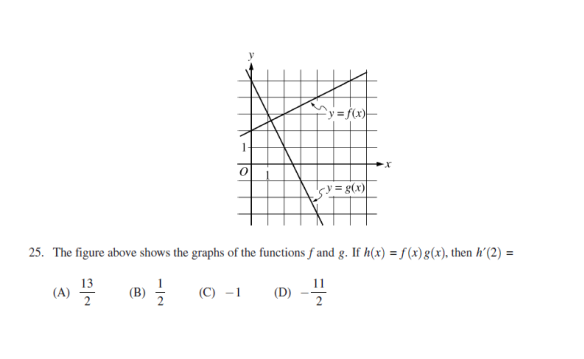 y
y = f(x)
1
x
O
1
y = g(x)
25. The figure above shows the graphs of the functions f and g. If h(x) = f(x)g(x), then h′(2) =
(A) 13/2 (B) 1/2 (C) −1 (D) −11/2